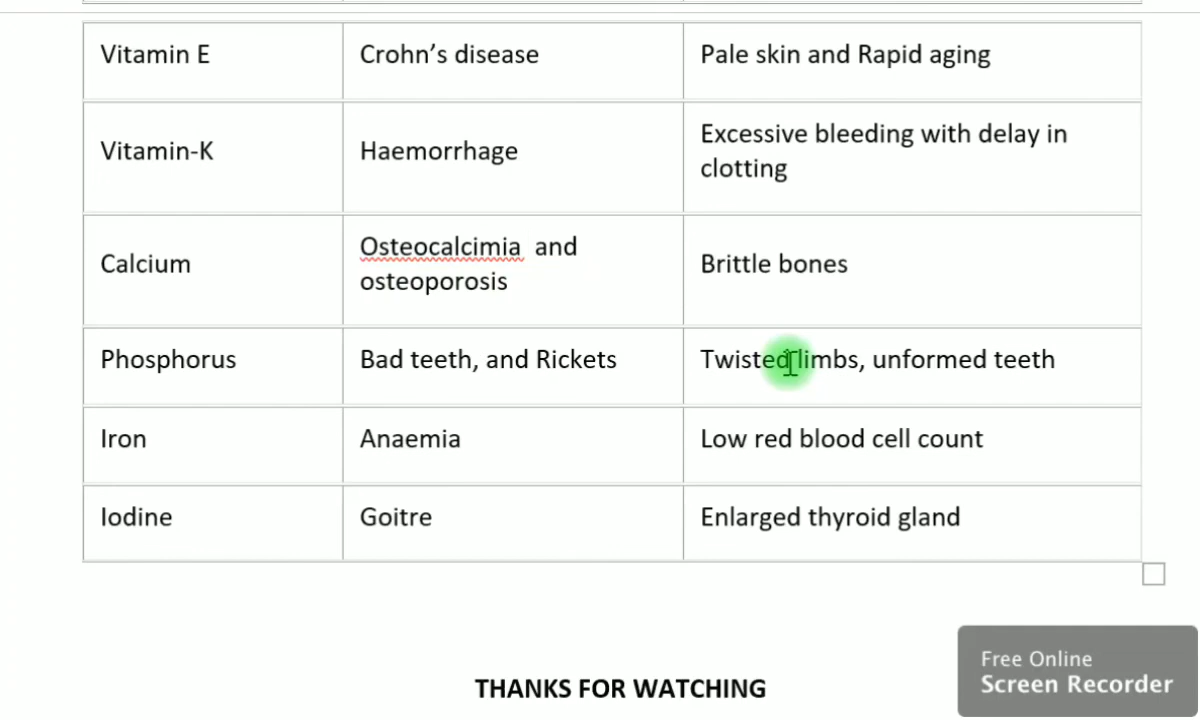 Vitamin E Crohn’s disease Pale skin and Rapid aging
Vitamin-K Haemorrhage Excessive bleeding with delay in
clotting
Calcium Osteocalcimia and
osteoporosis Brittle bones
Phosphorus Bad teeth, and Rickets Twisted limbs, unformed teeth
Iron Anaemia Low red blood cell count
Iodine Goitre Enlarged thyroid gland
THANKS FOR WATCHING
Free Online
Screen Recorder